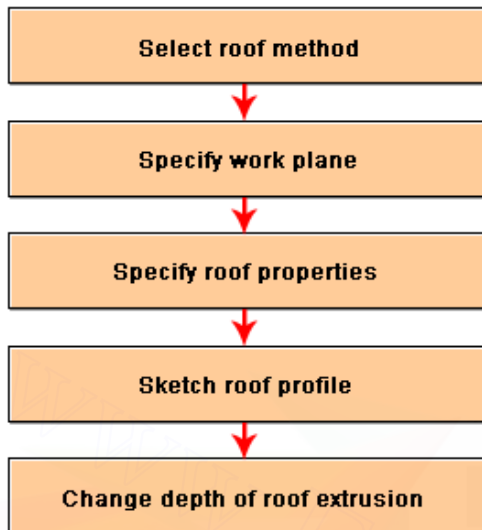 Select roof method
Specify work plane
Specify roof properties
Sketch roof profile
Change depth of roof extrusion